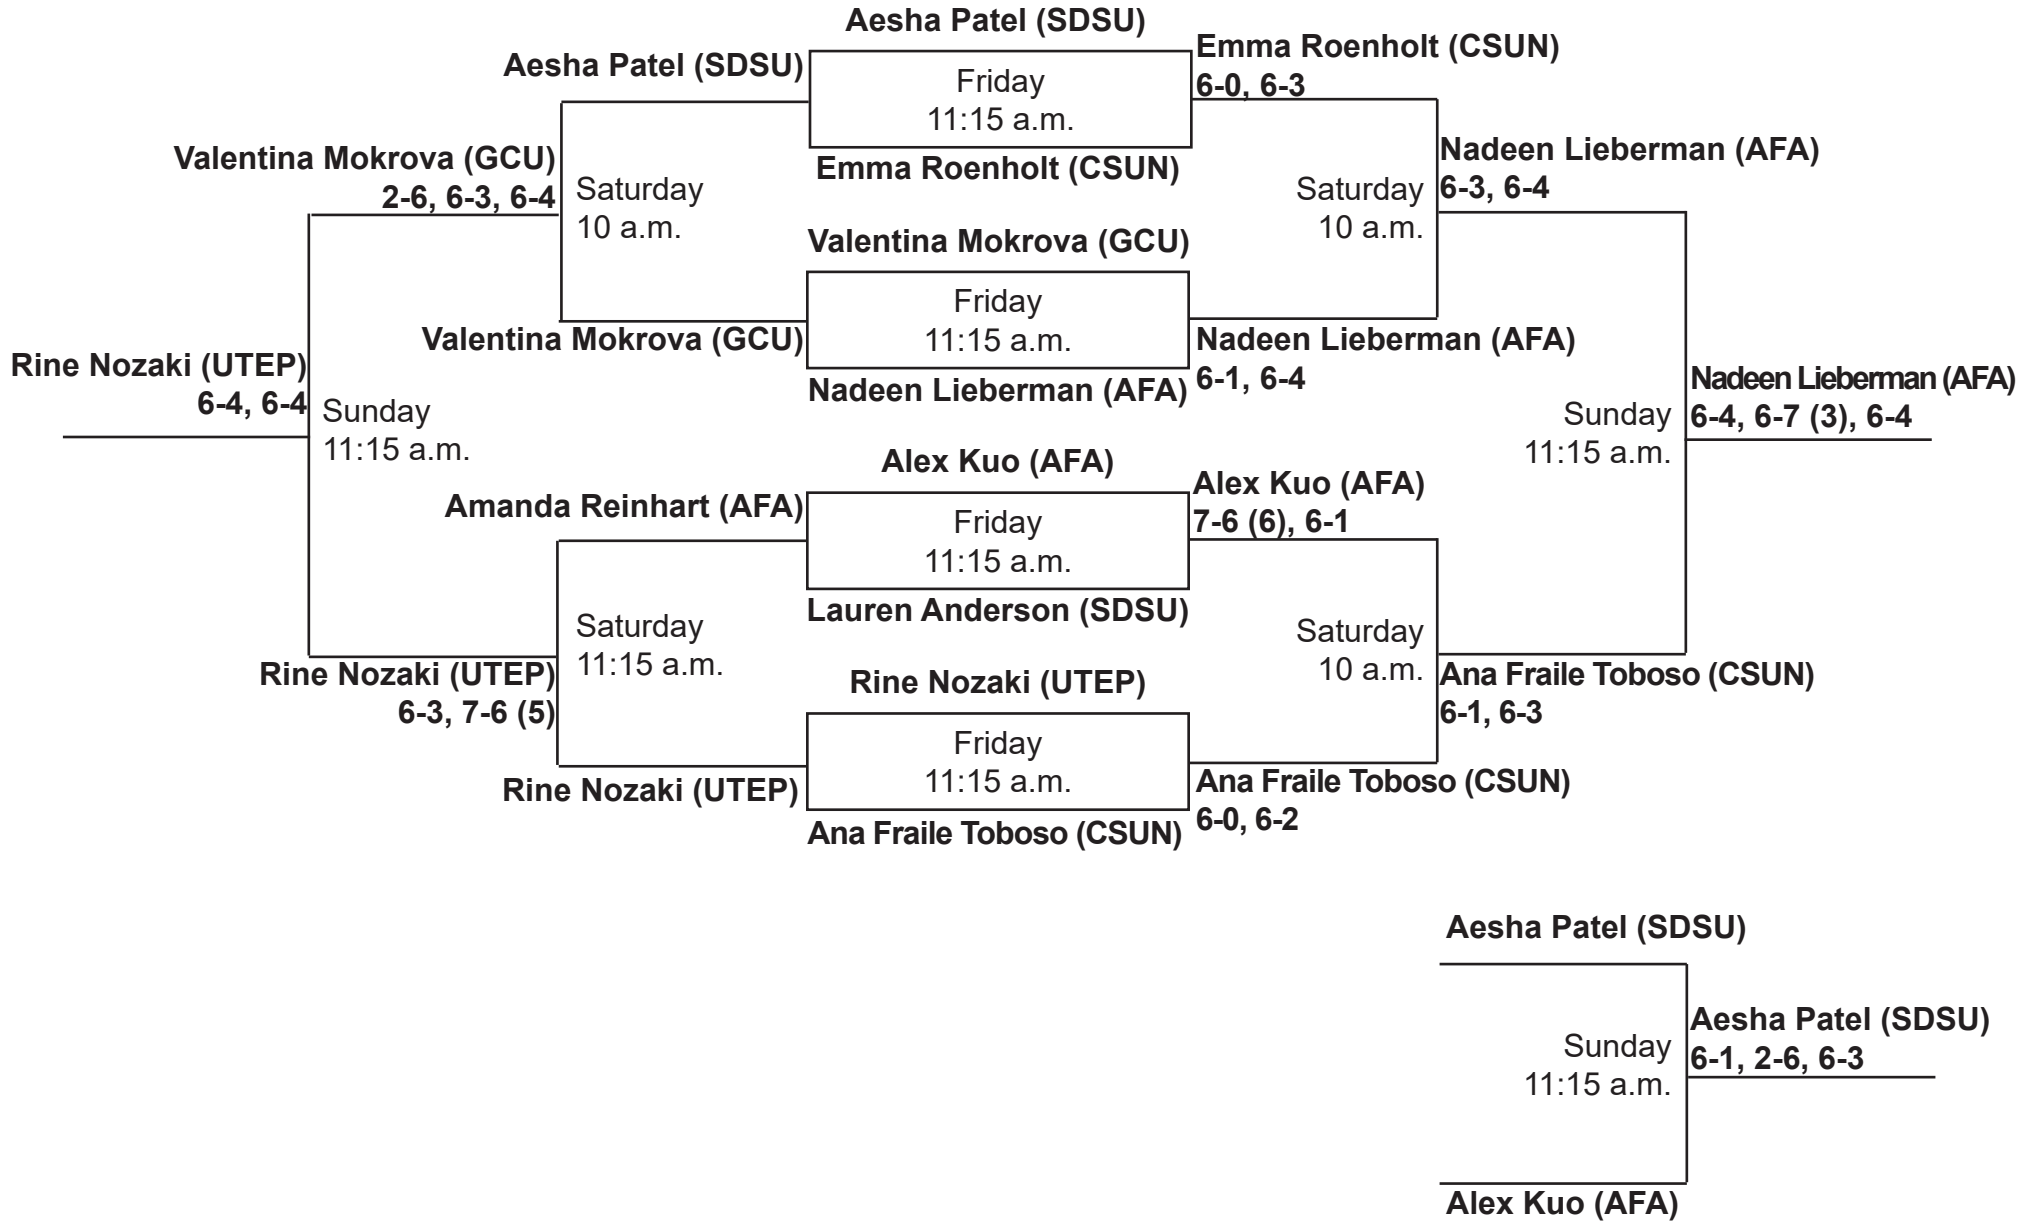 Aesha Patel (SDSU)
Emma Roenholt (CSUN)
6-0, 6-3
Aesha Patel (SDSU)
Friday
11:15 a.m.
Emma Roenholt (CSUN)
Valentina Mokrova (GCU)
2-6, 6-3, 6-4
Saturday
10 a.m.
Saturday
10 a.m.
Nadeen Lieberman (AFA)
6-3, 6-4
Valentina Mokrova (GCU)
Friday
11:15 a.m.
Valentina Mokrova (GCU)
Nadeen Lieberman (AFA)
Nadeen Lieberman (AFA)
6-1, 6-4
Rine Nozaki (UTEP)
6-4, 6-4
Sunday
11:15 a.m.
Sunday
11:15 a.m.
Nadeen Lieberman (AFA)
6-4, 6-7 (3), 6-4
Alex Kuo (AFA)
Amanda Reinhart (AFA)
Friday
11:15 a.m.
Alex Kuo (AFA)
7-6 (6), 6-1
Lauren Anderson (SDSU)
Saturday
11:15 a.m.
Saturday
10 a.m.
Rine Nozaki (UTEP)
6-3, 7-6 (5)
Rine Nozaki (UTEP)
Ana Fraile Toboso (CSUN)
6-1, 6-3
Friday
11:15 a.m.
Rine Nozaki (UTEP)
Ana Fraile Toboso (CSUN)
Ana Fraile Toboso (CSUN)
6-0, 6-2
Aesha Patel (SDSU)
Sunday
11:15 a.m.
Aesha Patel (SDSU)
6-1, 2-6, 6-3
Alex Kuo (AFA)